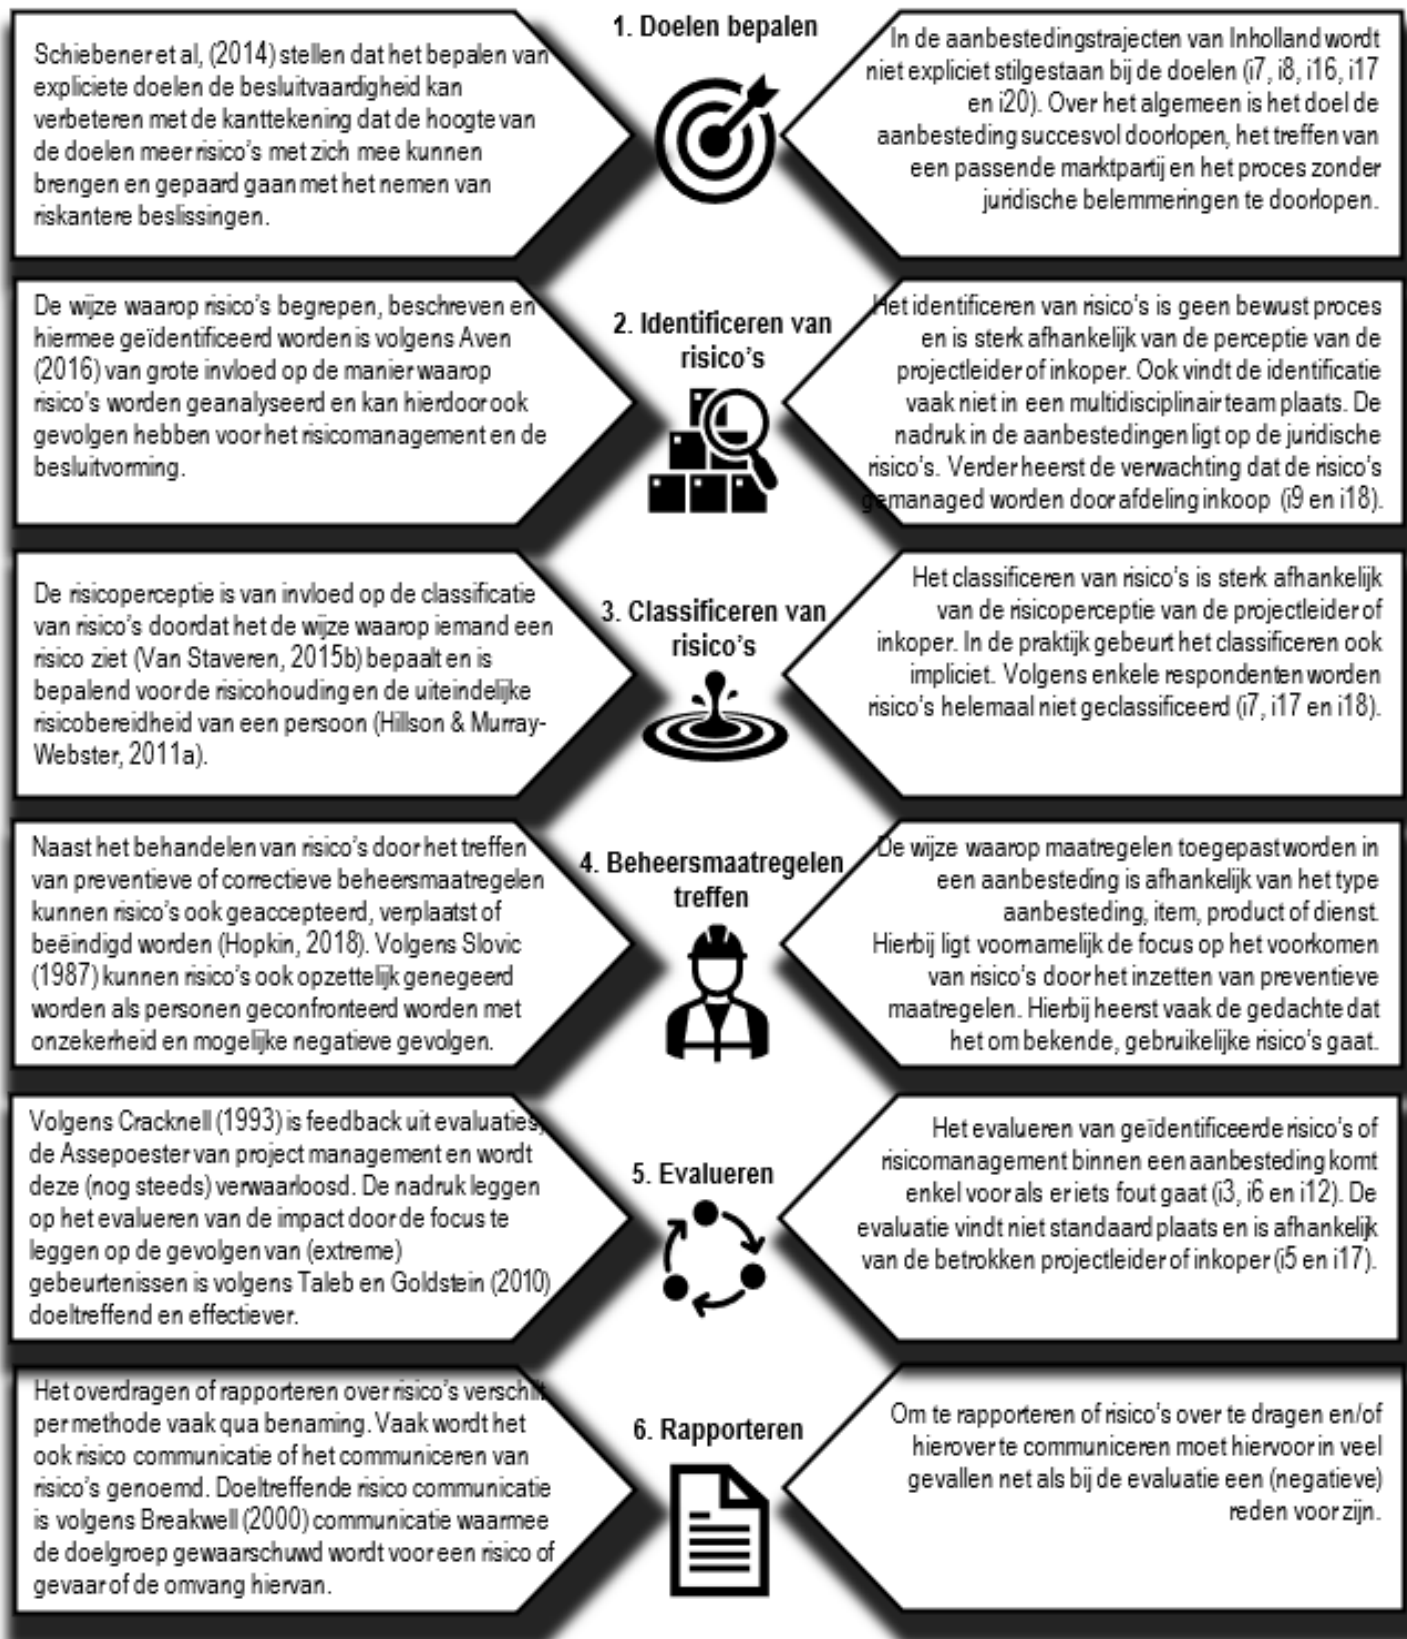 1. Doelen bepalen
Schiebener et al, (2014) stellen dat het bepalen van
expliciete doelen de besluitvaardigheid kan
verbeteren met de kanttekening dat de hoogte van
de doelen meer risico's met zich mee kunnen
brengen en gepaard gaan met het nemen van
riskantere beslissingen.
In de aanbestedingstrajecten van Inholland wordt
niet expliciet stilgestaan bij de doelen (i7, i8, i16, i17
en i20). Over het algemeen is het doel de
aanbesteding succesvol doorlopen, het treffen van
een passende marktpartij en het proces zonder
juridische belemmeringen te doorlopen.
2. Identificeren van
risico's
De wijze waarop risico's begrepen, beschreven en
hiermee geïdentificeerd worden is volgens Aven
(2016) van grote invloed op de manier waarop
risico's worden geanalyseerd en kan hierdoor ook
gevolgen hebben voor het risicomanagement en de
besluitvorming.
Het identificeren van risico's is geen bewust proces
en is sterk afhankelijk van de perceptie van de
projectleider of inkoper. Ook vindt de identificatie
vaak niet in een multidisciplinair team plaats. De
nadruk in de aanbestedingen ligt op de juridische
risico's. Verder heerst de verwachting dat de risico's
gemanaged worden door afdeling inkoop (i9 en i18).
3. Classificeren van
risico's
De risicoperceptie is van invloed op de classificatie
van risico's doordat het de wijze waarop iemand een
risico ziet (Van Staveren, 2015b) bepaalt en is
bepalend voor de risicohouding en de uiteindelijke
risicobereidheid van een persoon (Hillson & Murray-
Webster, 2011a).
Het classificeren van risico's is sterk afhankelijk
van de risicoperceptie van de projectleider of
inkoper. In de praktijk gebeurt het classificeren ook
impliciet. Volgens enkele respondenten worden
risico's helemaal niet geclassificeerd (i7, i17 en i18).
4. Beheersmaatregelen
treffen
Naast het behandelen van risico's door het treffen
van preventieve of correctieve beheersmaatregelen
kunnen risico's ook geaccepteerd, verplaatst of
beëindigd worden (Hopkin, 2018). Volgens Slovic
(1987) kunnen risico's ook opzettelijk genegeerd
worden als personen geconfronteerd worden met
onzekerheid en mogelijke negatieve gevolgen.
De wijze waarop maatregelen toegepast worden in
een aanbesteding is afhankelijk van het type
aanbesteding, item, product of dienst.
Hierbij ligt voornamelijk de focus op het voorkomen
van risico's door het inzetten van preventieve
maatregelen. Hierbij heerst vaak de gedachte dat
het om bekende, gebruikelijke risico's gaat.
5. Evalueren
Volgens Cracknell (1993) is feedback uit evaluaties,
de Assepoester van project management en wordt
deze (nog steeds) verwaarloosd. De nadruk leggen
op het evalueren van de impact door de focus te
leggen op de gevolgen van (extreme)
gebeurtenissen is volgens Taleb en Goldstein (2010)
doeltreffend en effectiever.
Het evalueren van geïdentificeerde risico's of
risicomanagement binnen een aanbesteding komt
enkel voor als er iets fout gaat (i3, i6 en i12). De
evaluatie vindt niet standaard plaats en is afhankelijk
van de betrokken projectleider of inkoper (i5 en i17).
6. Rapporteren
Het overdragen of rapporteren over risico's verschilt
per methode vaak qua benaming. Vaak wordt het
ook risico communicatie of het communiceren van
risico's genoemd. Doeltreffende risico communicatie
is volgens Breakwell (2000) communicatie waarmee
de doelgroep gewaarschuwd wordt voor een risico of
gevaar of de omvang hiervan.
Om te rapporteren of risico's over te dragen en/of
hierover te communiceren moet hiervoor in veel
gevallen net als bij de evaluatie een (negatieve)
reden voor zijn.